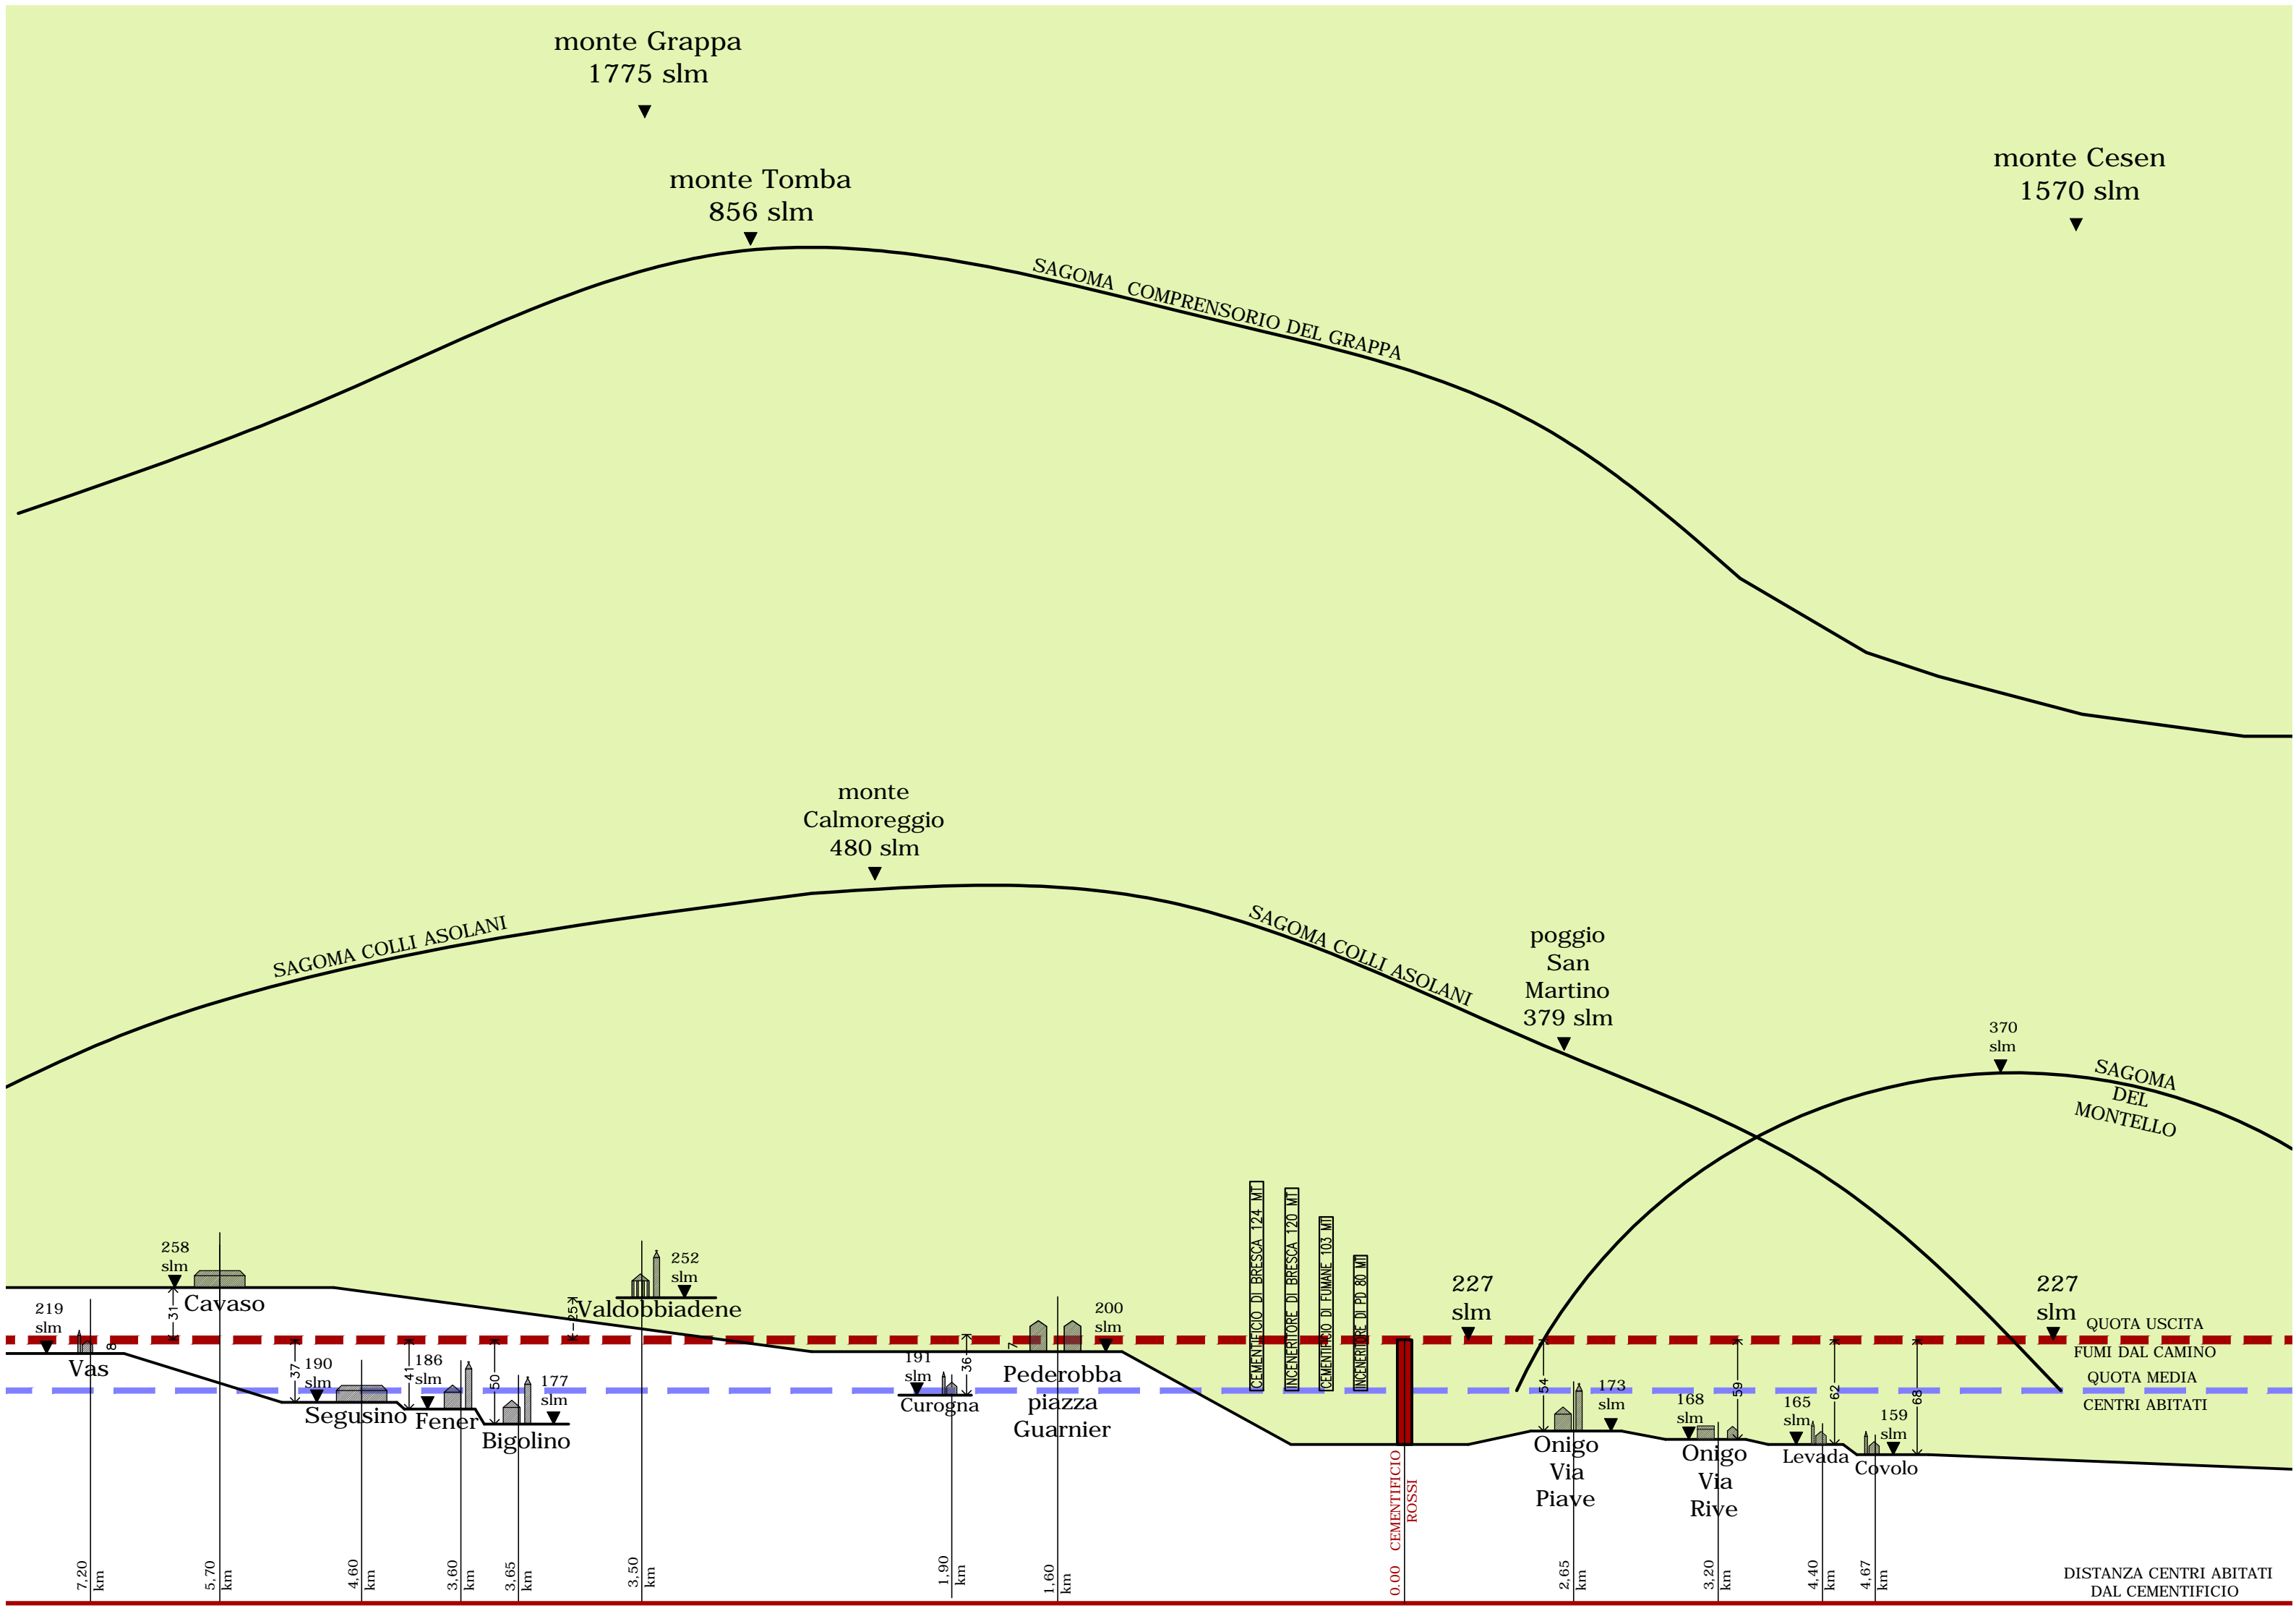 monte Grappa
1775 slm
monte Tomba
856 slm
monte Cesen
1570 slm
SAGOMA COMPRENSORIO DEL GRAPPA
monte
Calmoreggio
480 slm
SAGOMA COLLI ASOLANI
SAGOMA COLLI ASOLANI
poggio
San
Martino
379 slm
370
slm
SAGOMA
DEL
MONTELLO
CEMENTIFICIO DI BRESCA 124 MT
INCENERITORE DI BRESCA 120 MT
CEMENTIFICIO DI FUMANE 103 MT
INCENERITORE DI PD 80 MT
258
slm
Cavaso
31
219
slm
Vas
8
252
slm
Valdobbiadene
25
227
slm
227
slm
QUOTA USCITA
FUMI DAL CAMINO
QUOTA MEDIA
CENTRI ABITATI
37
190
slm
Segusino
41
186
slm
Fener
50
177
slm
Bigolino
191
slm
Curogna
36
7
200
slm
Pederobba
piazza
Guarnier
54
173
slm
Onigo
Via
Piave
168
slm
59
Onigo
Via
Rive
165
slm
62
Levada
159
slm
68
Covolo
7,20
km
5,70
km
4,60
km
3,60
km
3,65
km
3,50
km
1,90
km
1,60
km
0.00 CEMENTIFICIO
ROSSI
2,65
km
3,20
km
4,40
km
4,67
km
DISTANZA CENTRI ABITATI
DAL CEMENTIFICIO